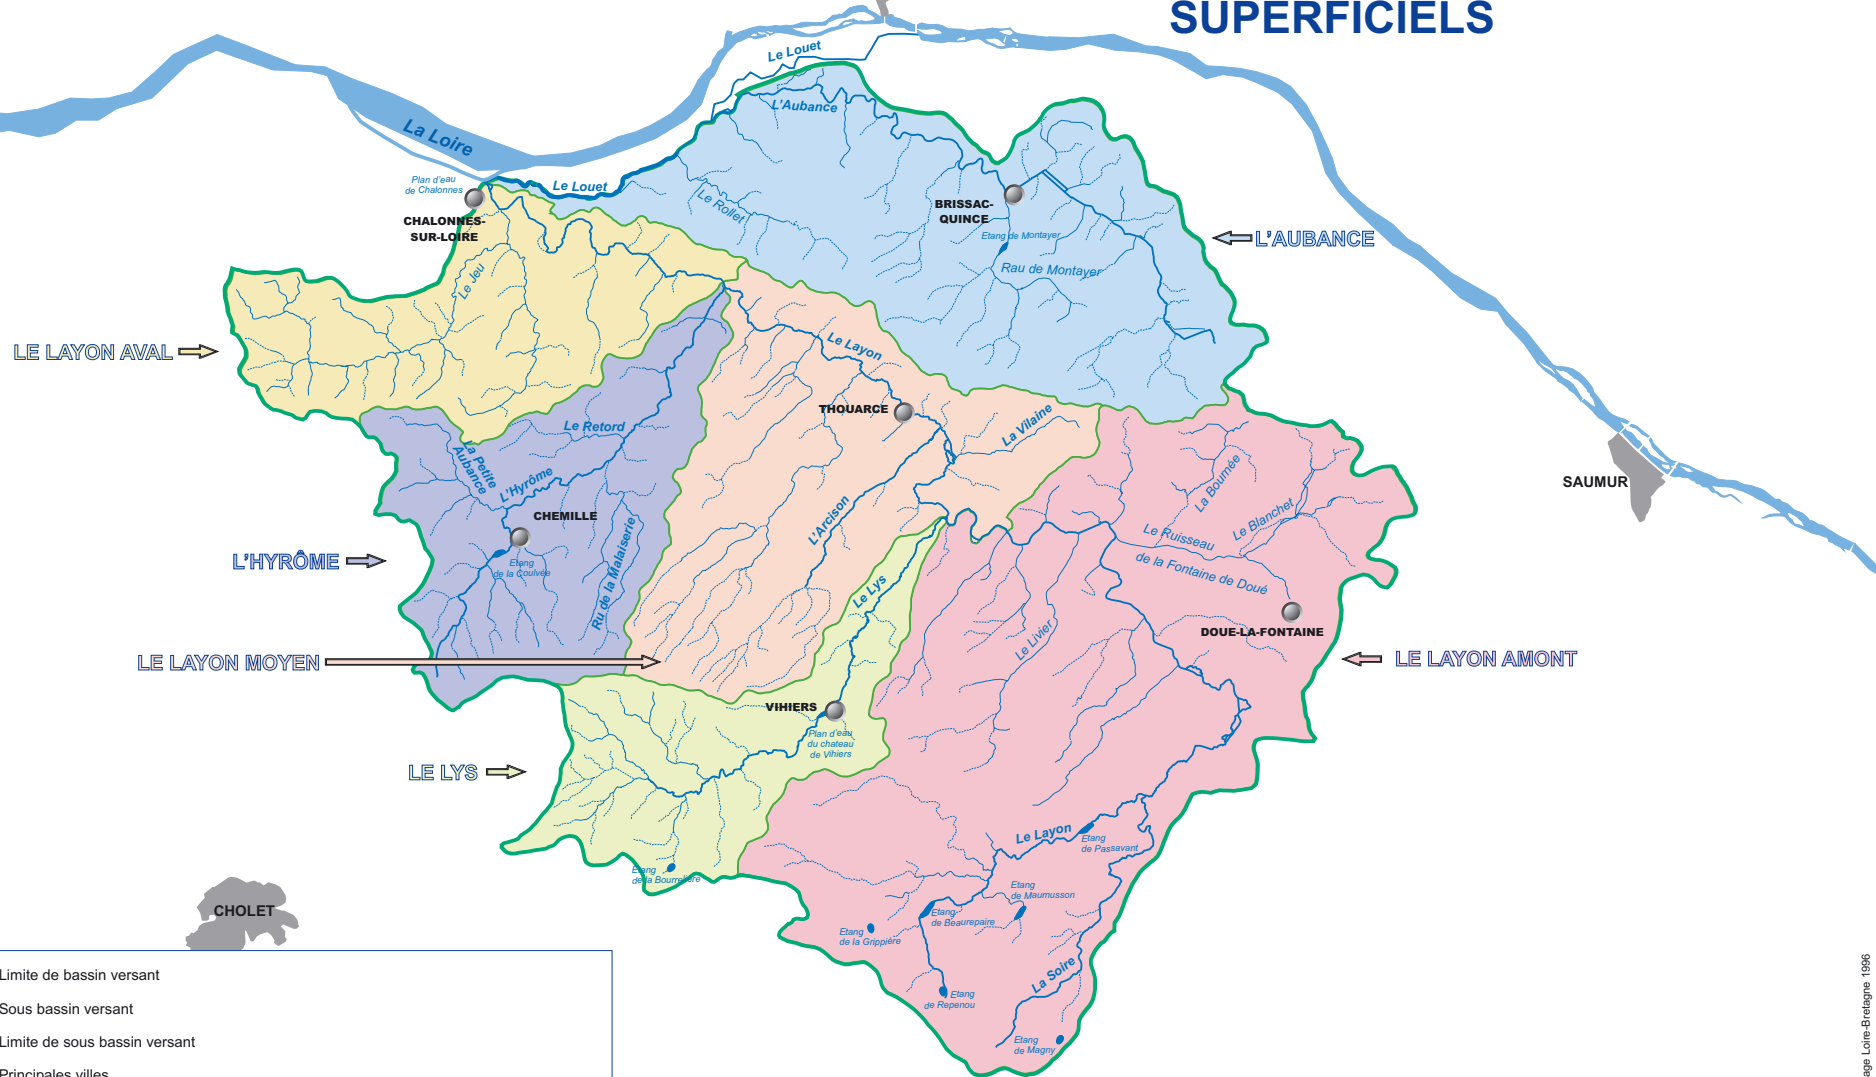 SUPERFICIELS
Le Louet
L'Aubance
La Loire
Plan d'eau
de Chalonnes
Le Louet
CHALONNES-
SUR-LOIRE
Le Rollet
BRISSAC-
QUINCE
Etang de Montayer
Rau de Montayer
L'AUBANCE
Le Jeu
LE LAYON AVAL
Le Layon
THOUARCE
La Vilaine
Le Retord
La Petite
Aubance
L'Hyrôme
CHEMILLE
Etang
de la Coulvée
Ru de la Malaiserie
L'HYRÔME
L'Arcison
La Bournée
Le Blanchet
Le Ruisseau
de la Fontaine de Doué
SAUMUR
DOUE-LA-FONTAINE
Le Lys
Le Livier
LE LAYON MOYEN
LE LAYON AMONT
VIHIERS
Plan d'eau
du chateau
de Vihiers
LE LYS
Le Layon
Etang
de Passavant
Etang
de la Bourrelière
Etang
de Maumusson
Etang
de Beaurepaire
Etang
de la Grippière
Etang
de Repenou
La Soire
Etang
de Magny
CHOLET
Limite de bassin versant
Sous bassin versant
Limite de sous bassin versant
Principales villes
age Loire-Bretagne 1996